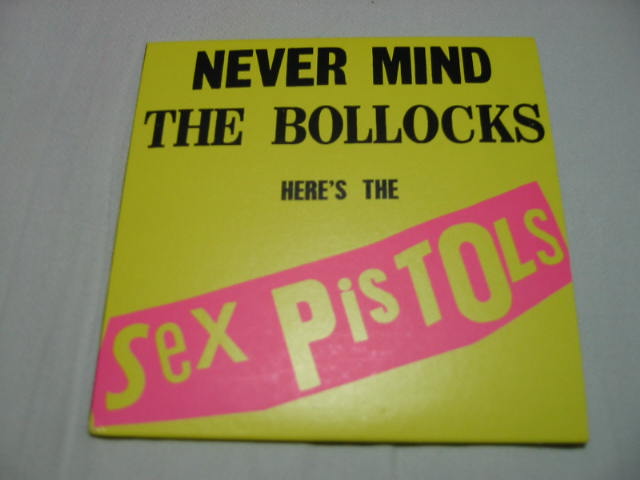 NEVER MIND
THE BOLLOCKS
HERE'S THE
Sex PiSTOLS